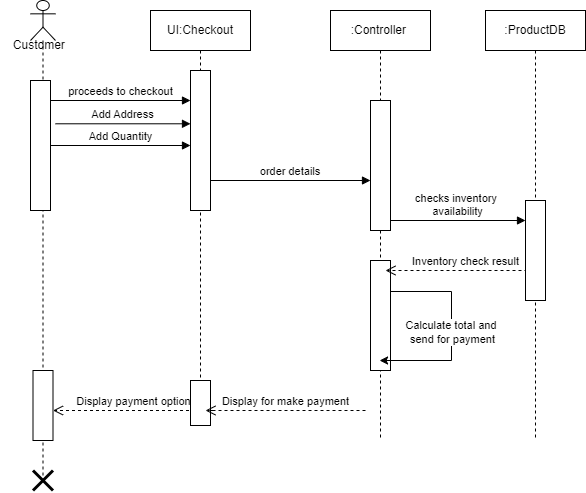 Customer
UI:Checkout
:Controller
:ProductDB
proceeds to checkout
Add Address
Add Quantity
order details
checks inventory
availability
Inventory check result
Calculate total and
send for payment
Display payment option
Display for make payment